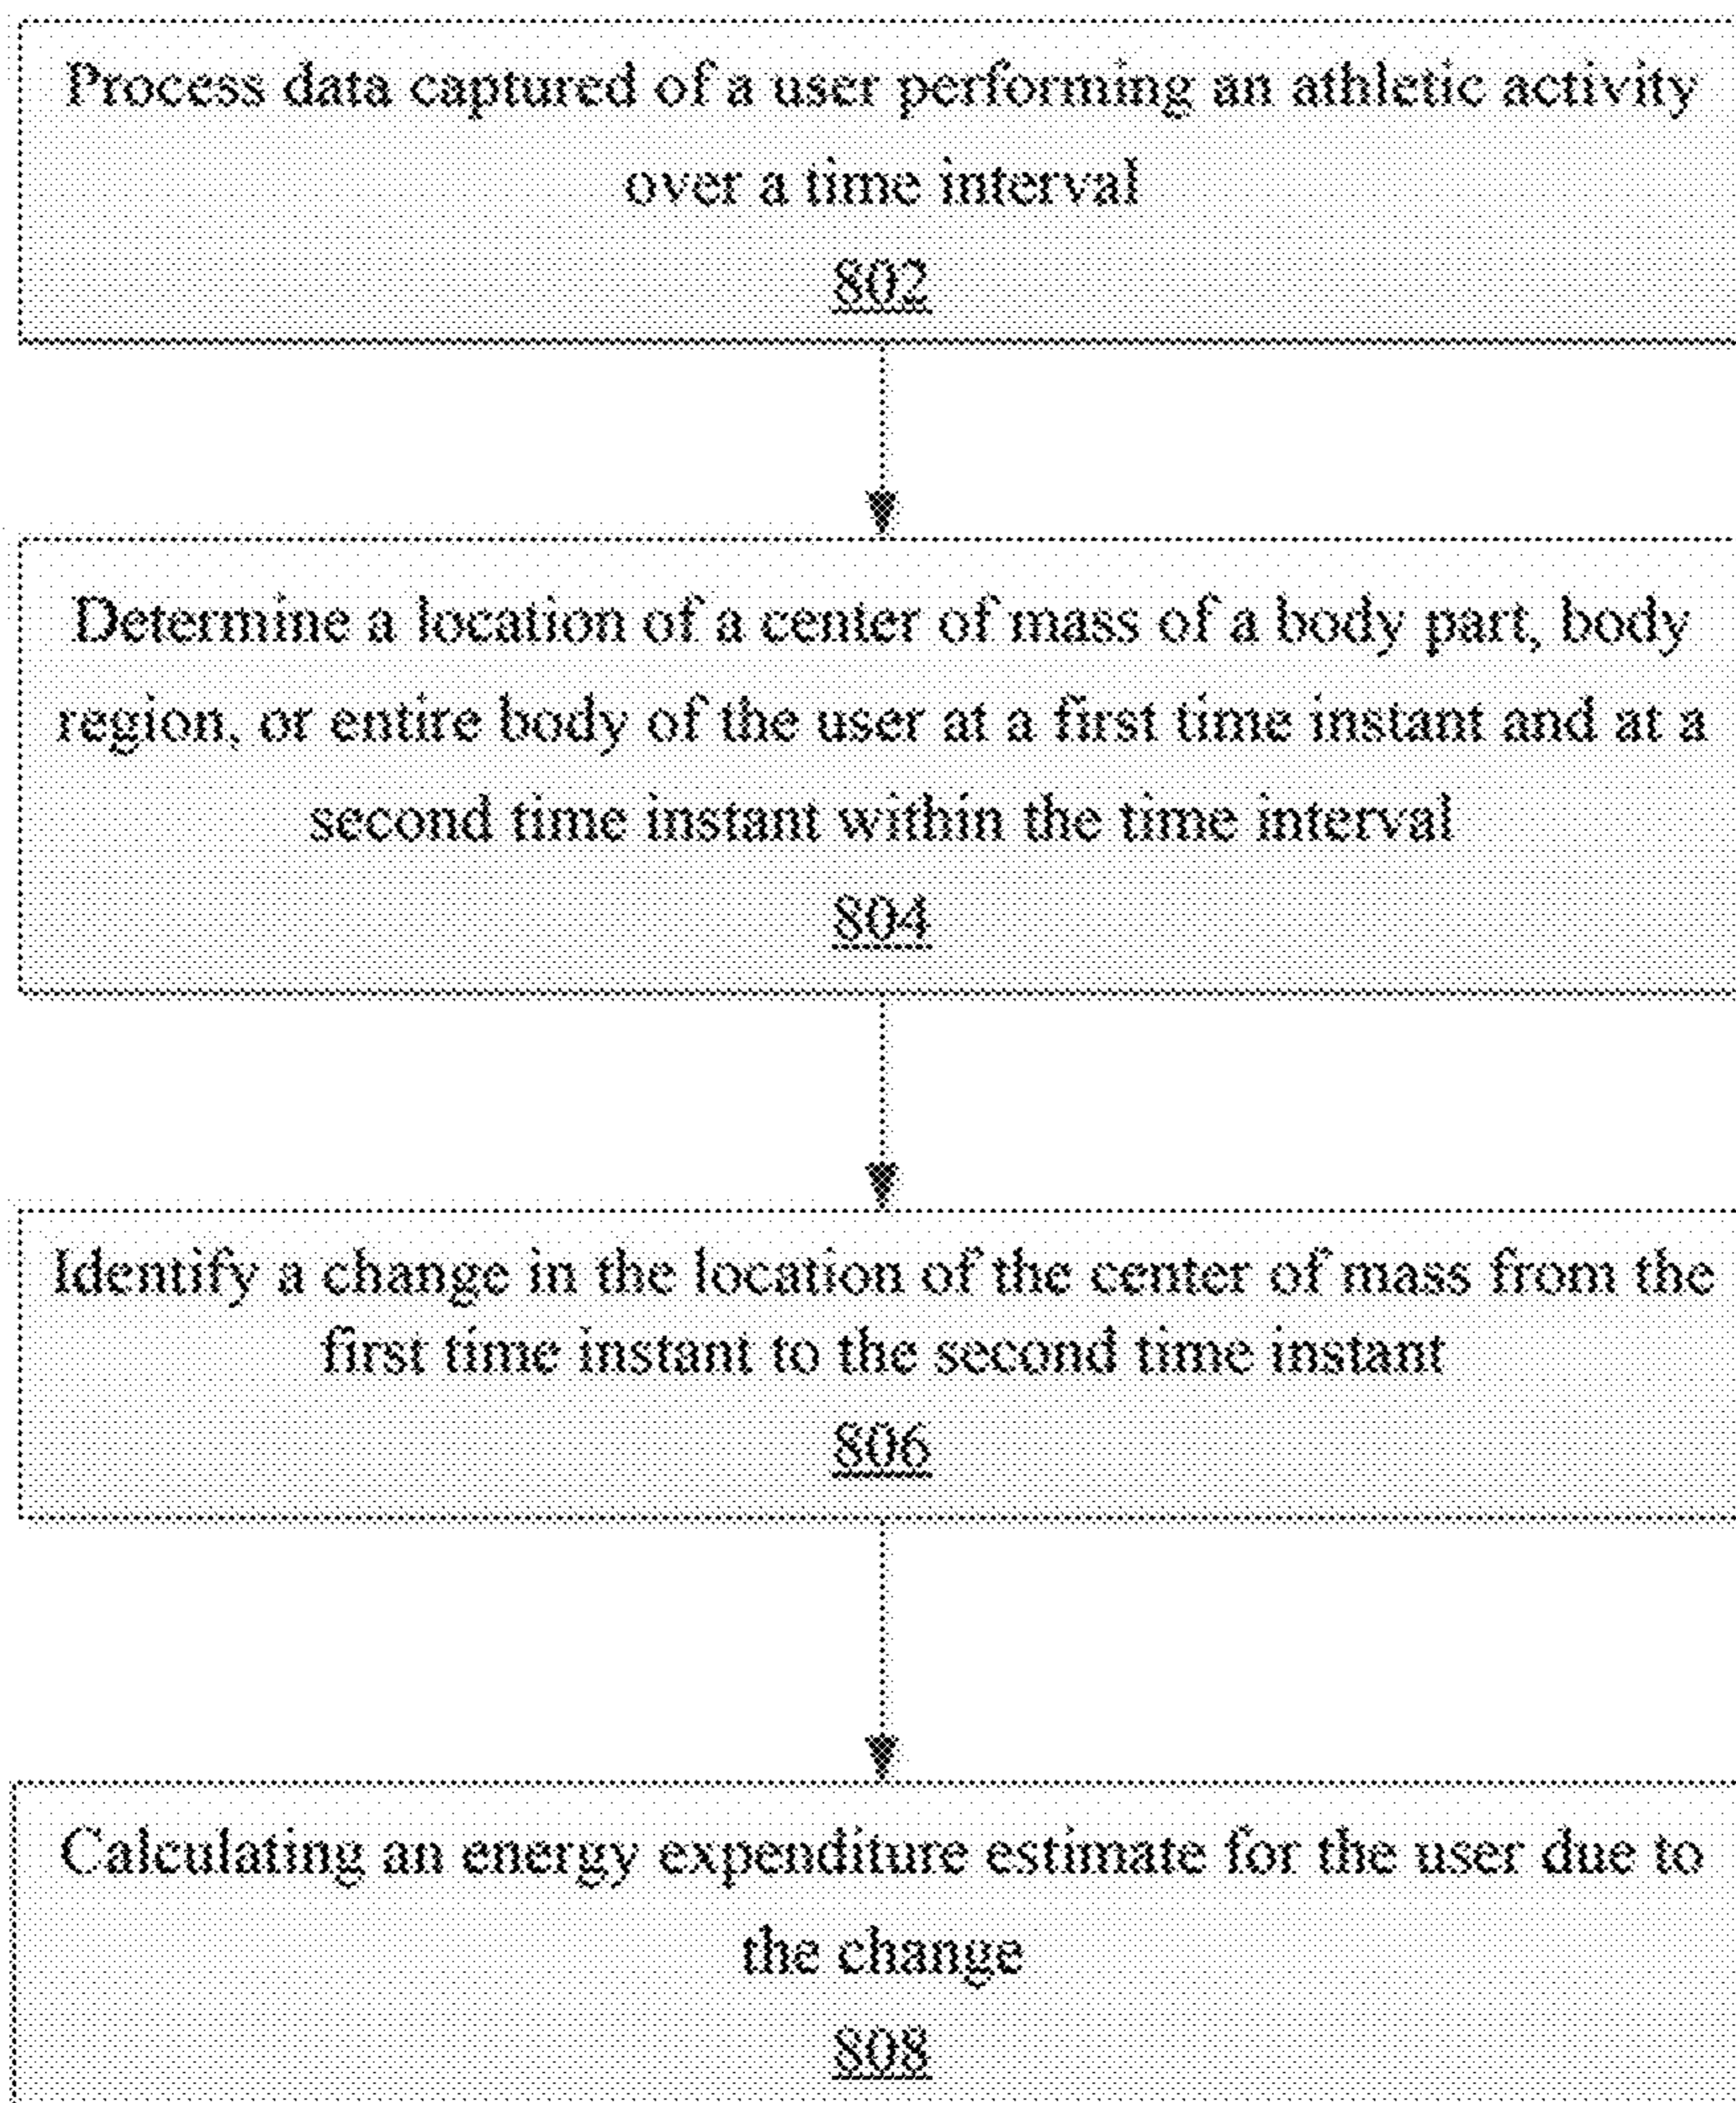 Process data captured of a user performing an athletic activity
over a time interval
802
Determine a location of a center of mass of a body part, body
region, or entire body of the user at a first time instant and at a
second time instant within the time interval
804
Identify a change in the location of the center of mass from the
first time instant to the second time instant
806
Calculating an energy expenditure estimate for the user due to
the change
808